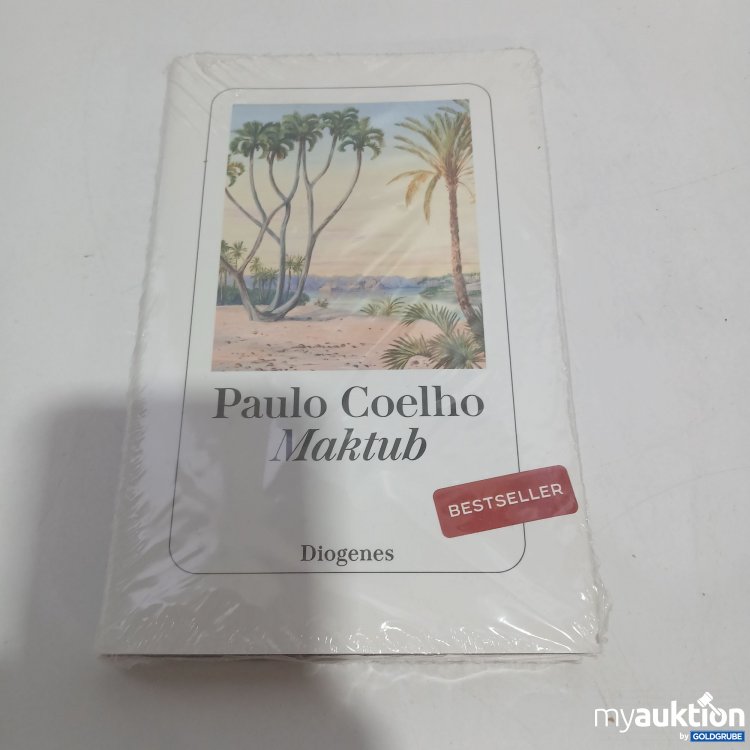 Paulo Coelho
Maktub
BESTSELLER
Diogenes
myauktion
by GOLDGRUBE